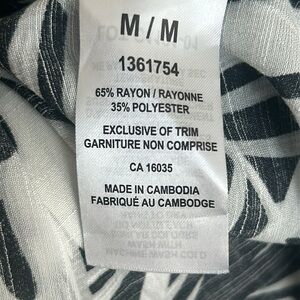 M / M
1361754
65% RAYON / RAYONNE
35% POLYESTER
EXCLUSIVE OF TRIM
GARNITURE NON COMPRISE
CA 16035
MADE IN CAMBODIA
FABRIQUÉ AU CAMBODGE